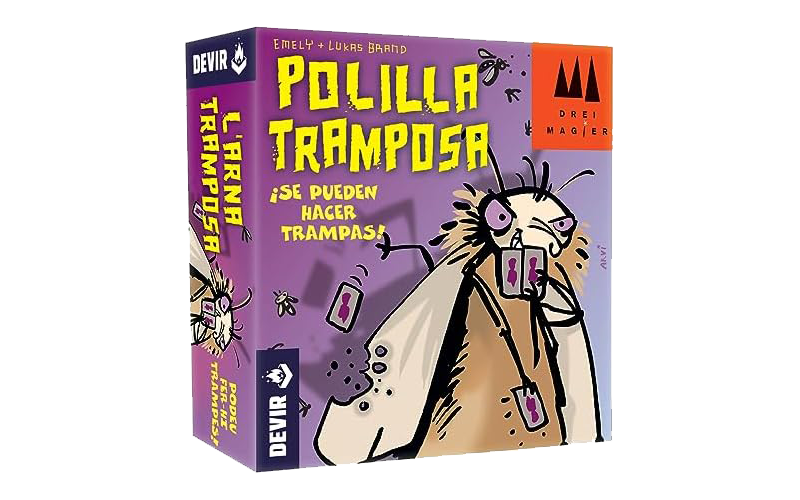 EMELY + LUKAS BRAND
POLILLA
TRAMPOSA
¡SE PUEDEN
HACER
TRAMPAS!
DREI
MAGIER
ARVI
DEVIR
DEVIR
L'ARNA
TRAMPOSA
PODEU
FER-HI
TRAMPES!